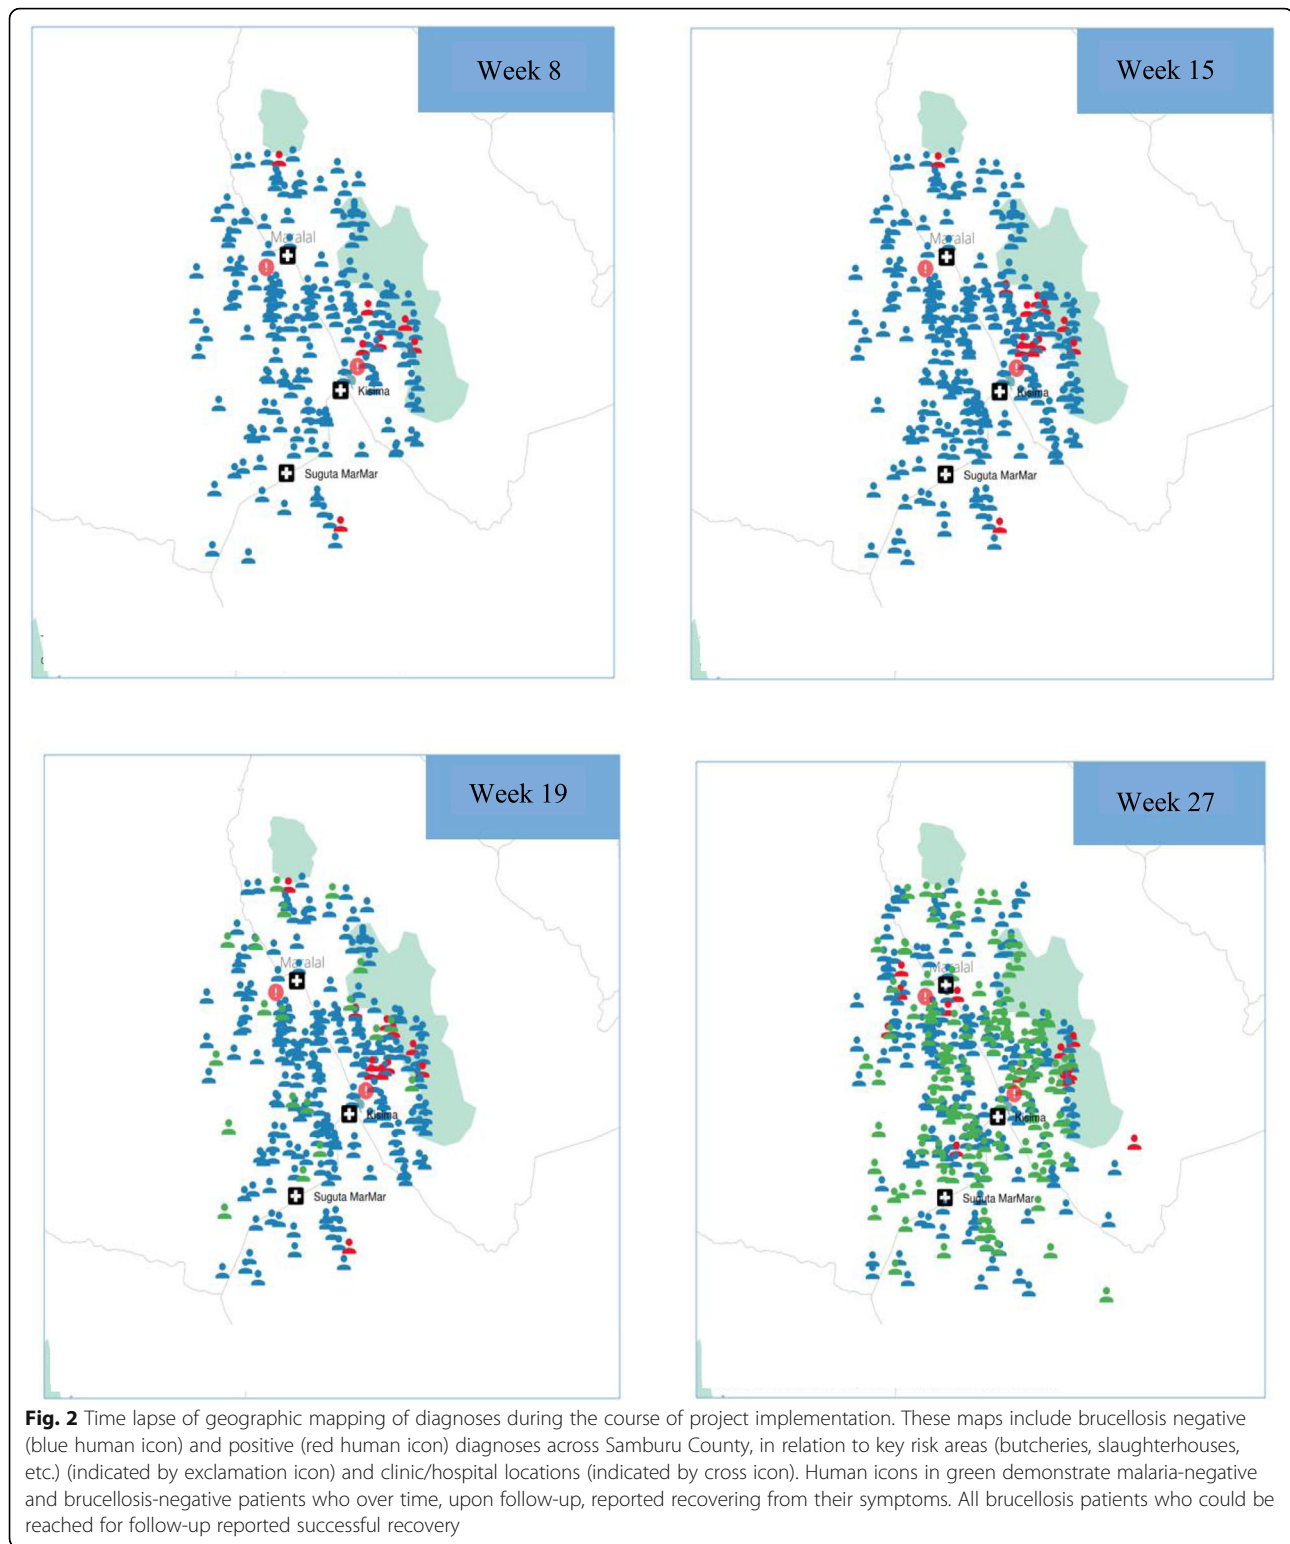 Week 8
Week 15
Maralal
Maralal
Kisima
Kisima
Suguta MarMar
Suguta MarMar
Week 19
Week 27
Maralal
Maralal
Kisima
Kisima
Suguta MarMar
Suguta MarMar
Fig. 2 Time lapse of geographic mapping of diagnoses during the course of project implementation. These maps include brucellosis negative
(blue human icon) and positive (red human icon) diagnoses across Samburu County, in relation to key risk areas (butcheries, slaughterhouses,
etc.) (indicated by exclamation icon) and clinic/hospital locations (indicated by cross icon). Human icons in green demonstrate malaria-negative
and brucellosis-negative patients who over time, upon follow-up, reported recovering from their symptoms. All brucellosis patients who could be
reached for follow-up reported successful recovery